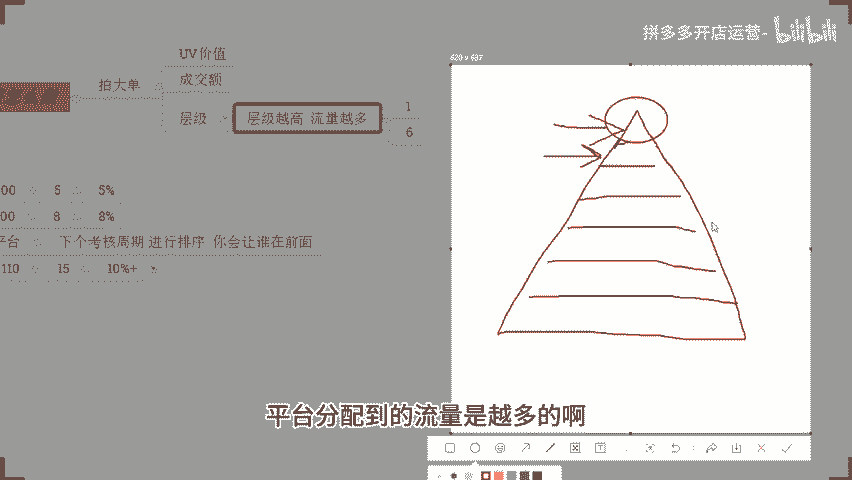 拼多多开店运营- bilibili
620 x 637
UV价值
拍大单
成交额
层级
层级越高 流量越多
1
6
00 5 5%
00 8 8%
平台 下个考核周期 进行排序 你会让谁在前面
110 15 10%+
平台分配到的流量是越多的啊